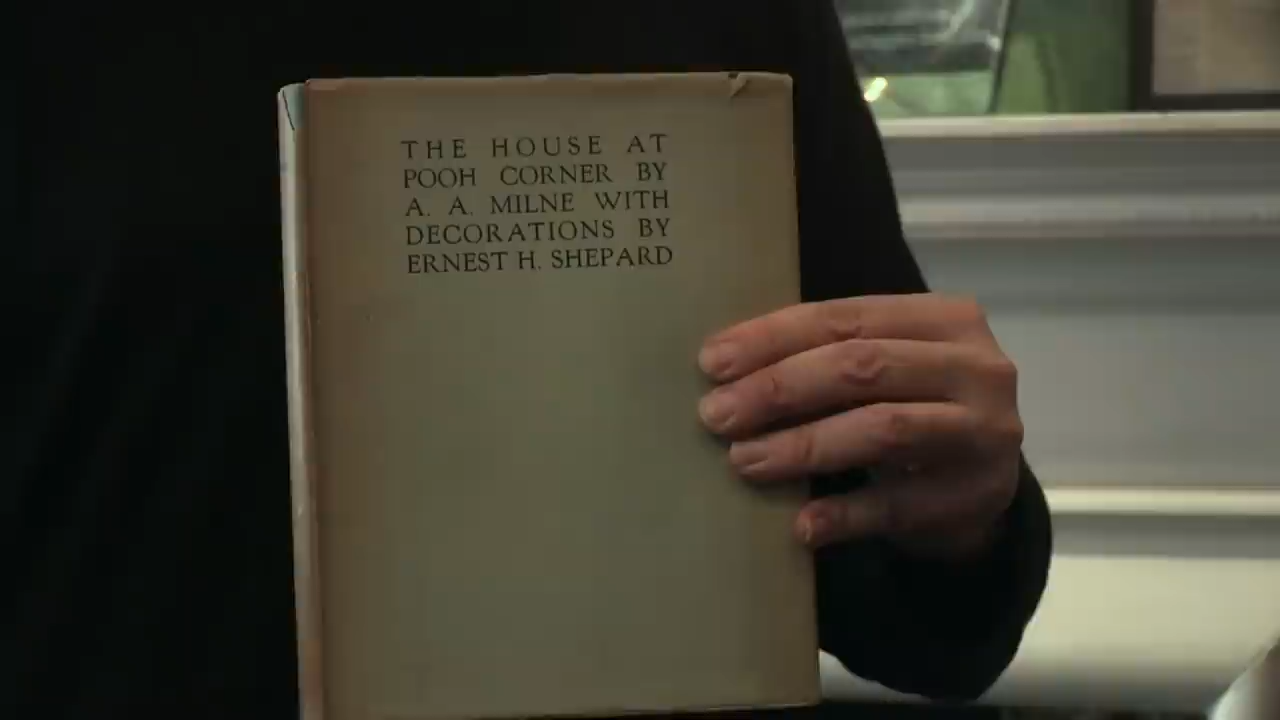 THE HOUSE AT
POOH CORNER BY
A. A. MILNE WITH
DECORATIONS BY
ERNEST H. SHEPARD